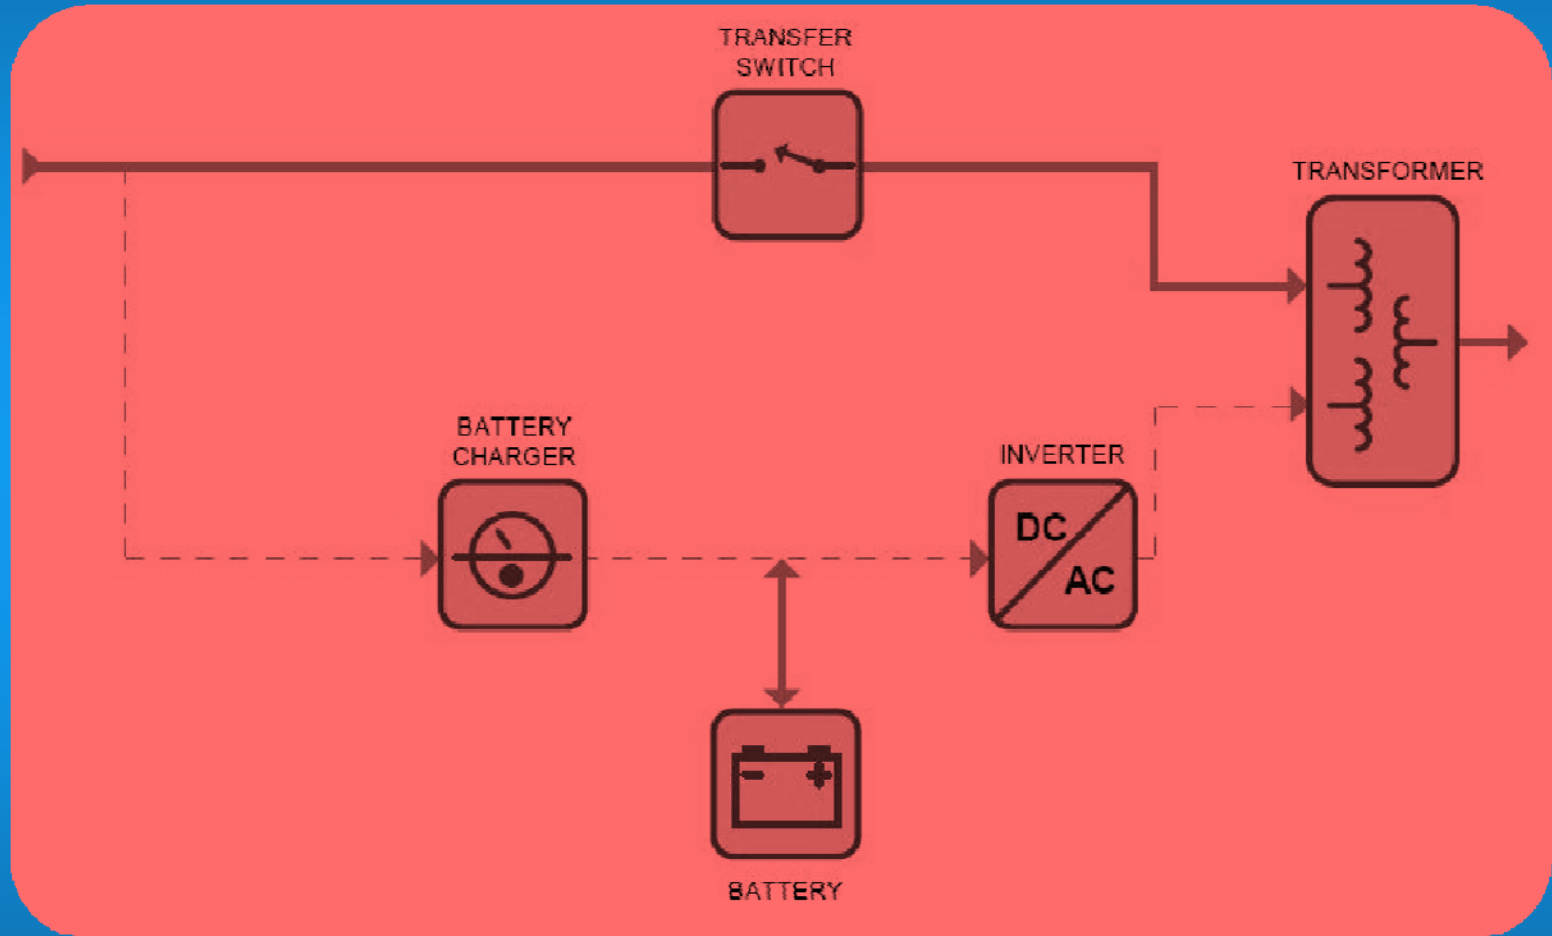 TRANSFER
SWITCH
TRANSFORMER
BATTERY
CHARGER
INVERTER
DC
AC
BATTERY